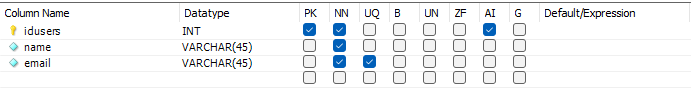 Column Name Datatype PK NN UQ B UN ZF AI G Default/Expression
idusers INT
name VARCHAR(45)
email VARCHAR(45)